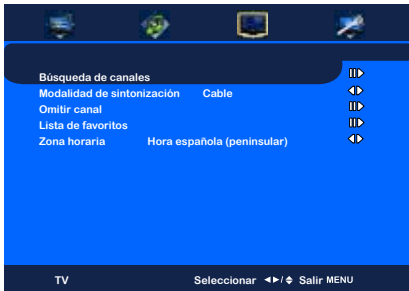 Búsqueda de canales
Modalidad de sintonización Cable
Omitir canal
Lista de favoritos
Zona horaria Hora española (peninsular)
TV Seleccionar ◄►/◆ Salir MENU